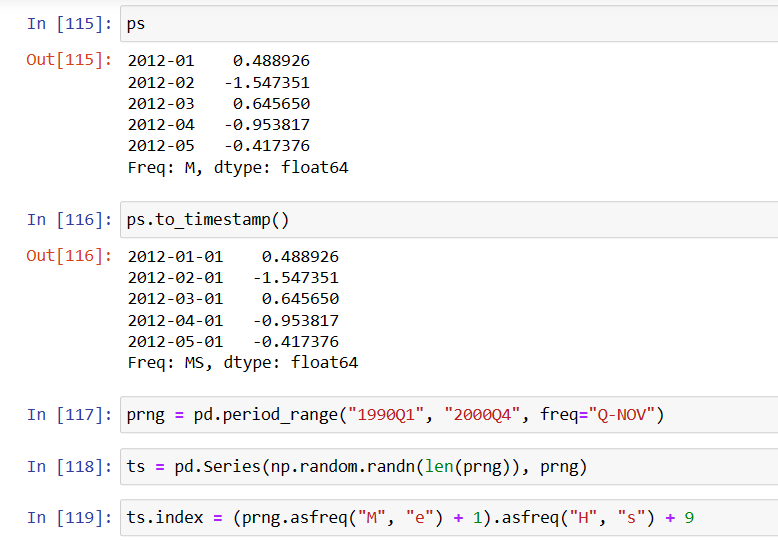 In [115]: ps
Out[115]: 2012-01    0.488926
2012-02   -1.547351
2012-03    0.645650
2012-04   -0.953817
2012-05   -0.417376
Freq: M, dtype: float64
In [116]: ps.to_timestamp()
Out[116]: 2012-01-01    0.488926
2012-02-01   -1.547351
2012-03-01    0.645650
2012-04-01   -0.953817
2012-05-01   -0.417376
Freq: MS, dtype: float64
In [117]: prng = pd.period_range("1990Q1", "2000Q4", freq="Q-NOV")
In [118]: ts = pd.Series(np.random.randn(len(prng)), prng)
In [119]: ts.index = (prng.asfreq("M", "e") + 1).asfreq("H", "s") + 9